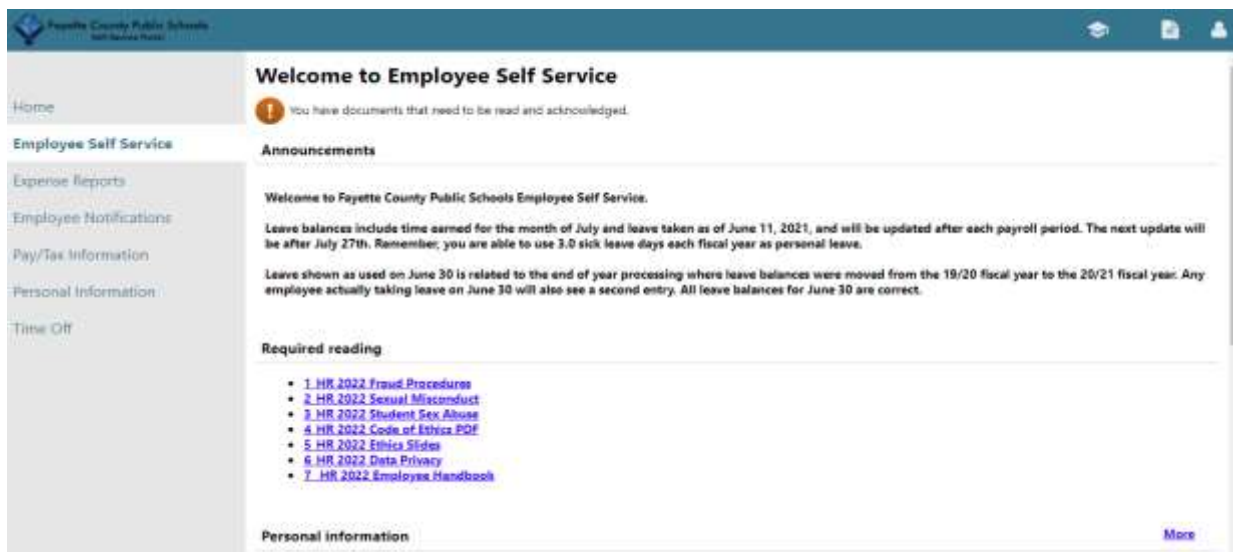 Fayette County Public Schools
Self Service Portal
Home
Employee Self Service
Expense Reports
Employee Notifications
Pay/Tax Information
Personal Information
Time Off
Welcome to Employee Self Service
You have documents that need to be read and acknowledged.
Announcements
Welcome to Fayette County Public Schools Employee Self Service.
Leave balances include time earned for the month of July and leave taken as of June 11, 2021, and will be updated after each payroll period. The next update will
be after July 27th. Remember, you are able to use 3.0 sick leave days each fiscal year as personal leave.
Leave shown as used on June 30 is related to the end of year processing where leave balances were moved from the 19/20 fiscal year to the 20/21 fiscal year. Any
employee actually taking leave on June 30 will also see a second entry. All leave balances for June 30 are correct.
Required reading
1 HR 2022 Fraud Procedures
2 HR 2022 Sexual Misconduct
3 HR 2022 Student Sex Abuse
4 HR 2022 Code of Ethics PDF
5 HR 2022 Ethics Slides
6 HR 2022 Data Privacy
7 HR 2022 Employee Handbook
Personal information
More